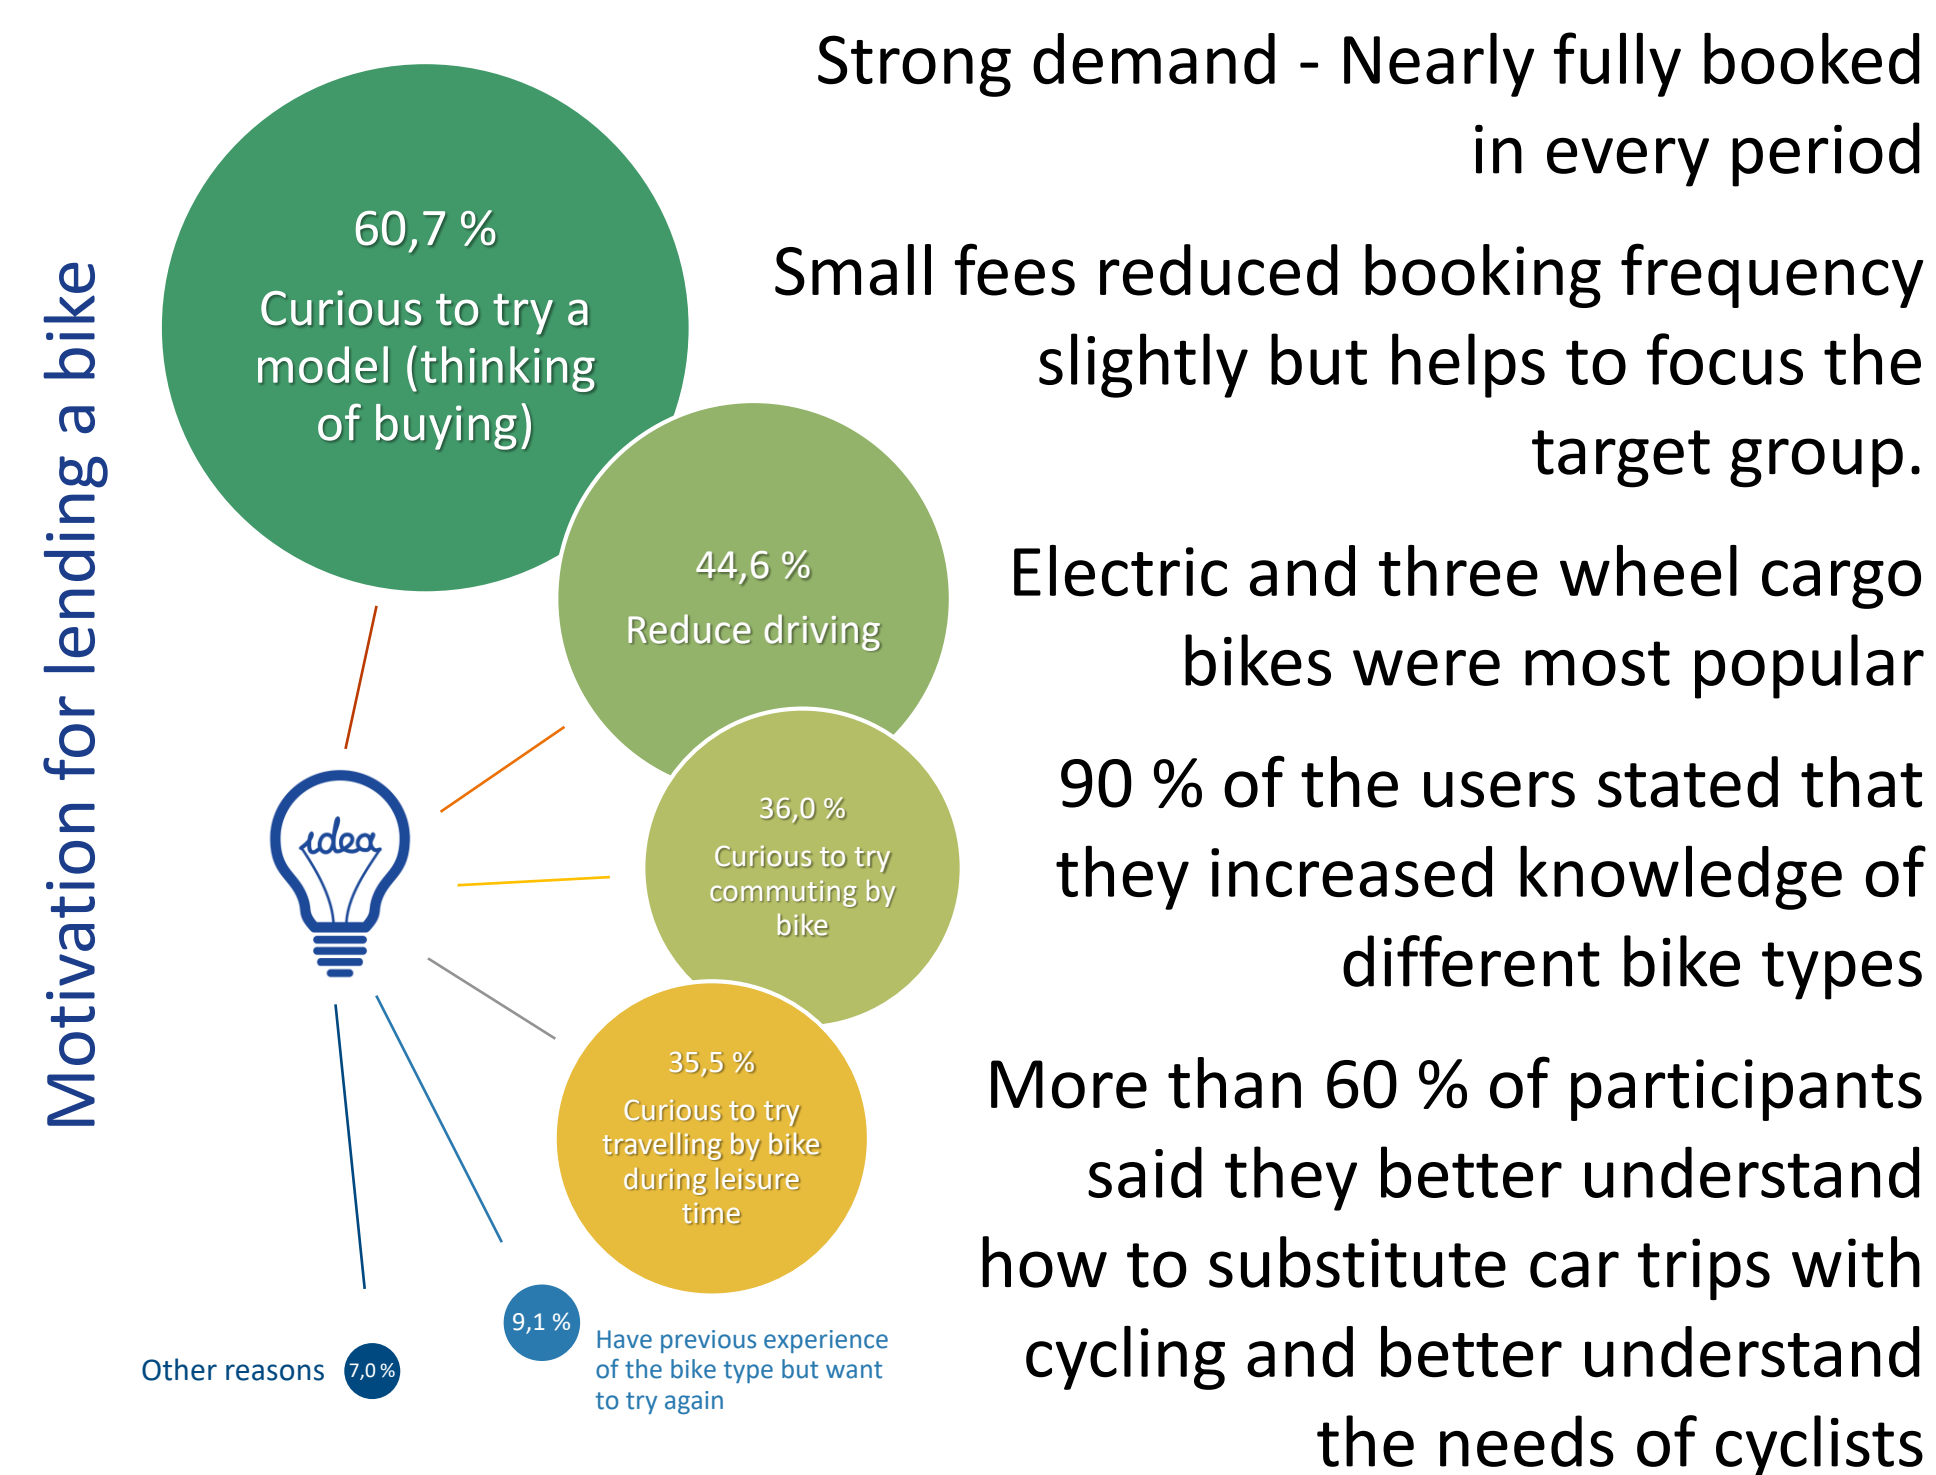 Motivation for lending a bike
60,7 %
Curious to try a
model (thinking
of buying)
44,6 %
Reduce driving
36,0 %
Curious to try
commuting by
bike
35,5 %
Curious to try
travelling by bike
during leisure
time
9,1 %
Have previous experience
of the bike type but want
to try again
Other reasons
7,0 %
idea
Strong demand - Nearly fully booked
in every period
Small fees reduced booking frequency
slightly but helps to focus the
target group.
Electric and three wheel cargo
bikes were most popular
90 % of the users stated that
they increased knowledge of
different bike types
More than 60 % of participants
said they better understand
how to substitute car trips with
cycling and better understand
the needs of cyclists